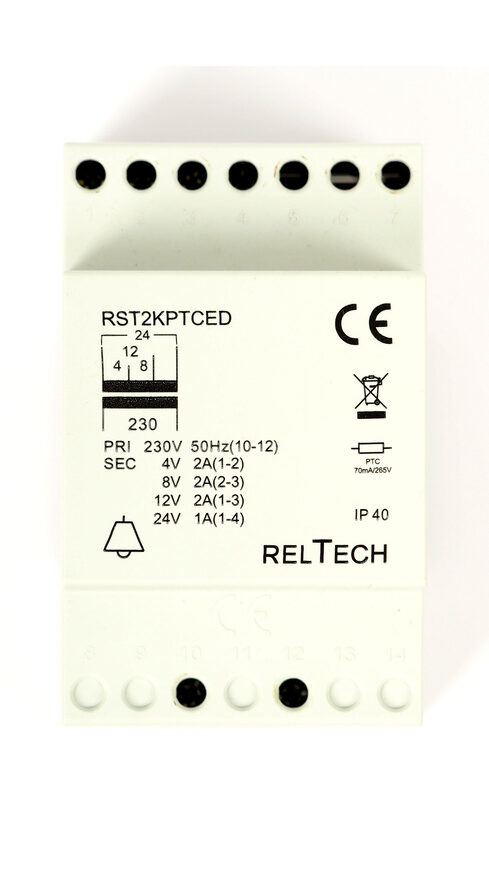 1 2 3 4 5 6 7
RST2KPTCED
24
12
4 8
230
CE
PRI 230V 50Hz(10-12)
SEC 4V 2A(1-2)
8V 2A(2-3)
12V 2A(1-3)
24V 1A(1-4)
PTC
70mA/265V
IP 40
RELTECH
CE
8 9 10 11 12 13 14